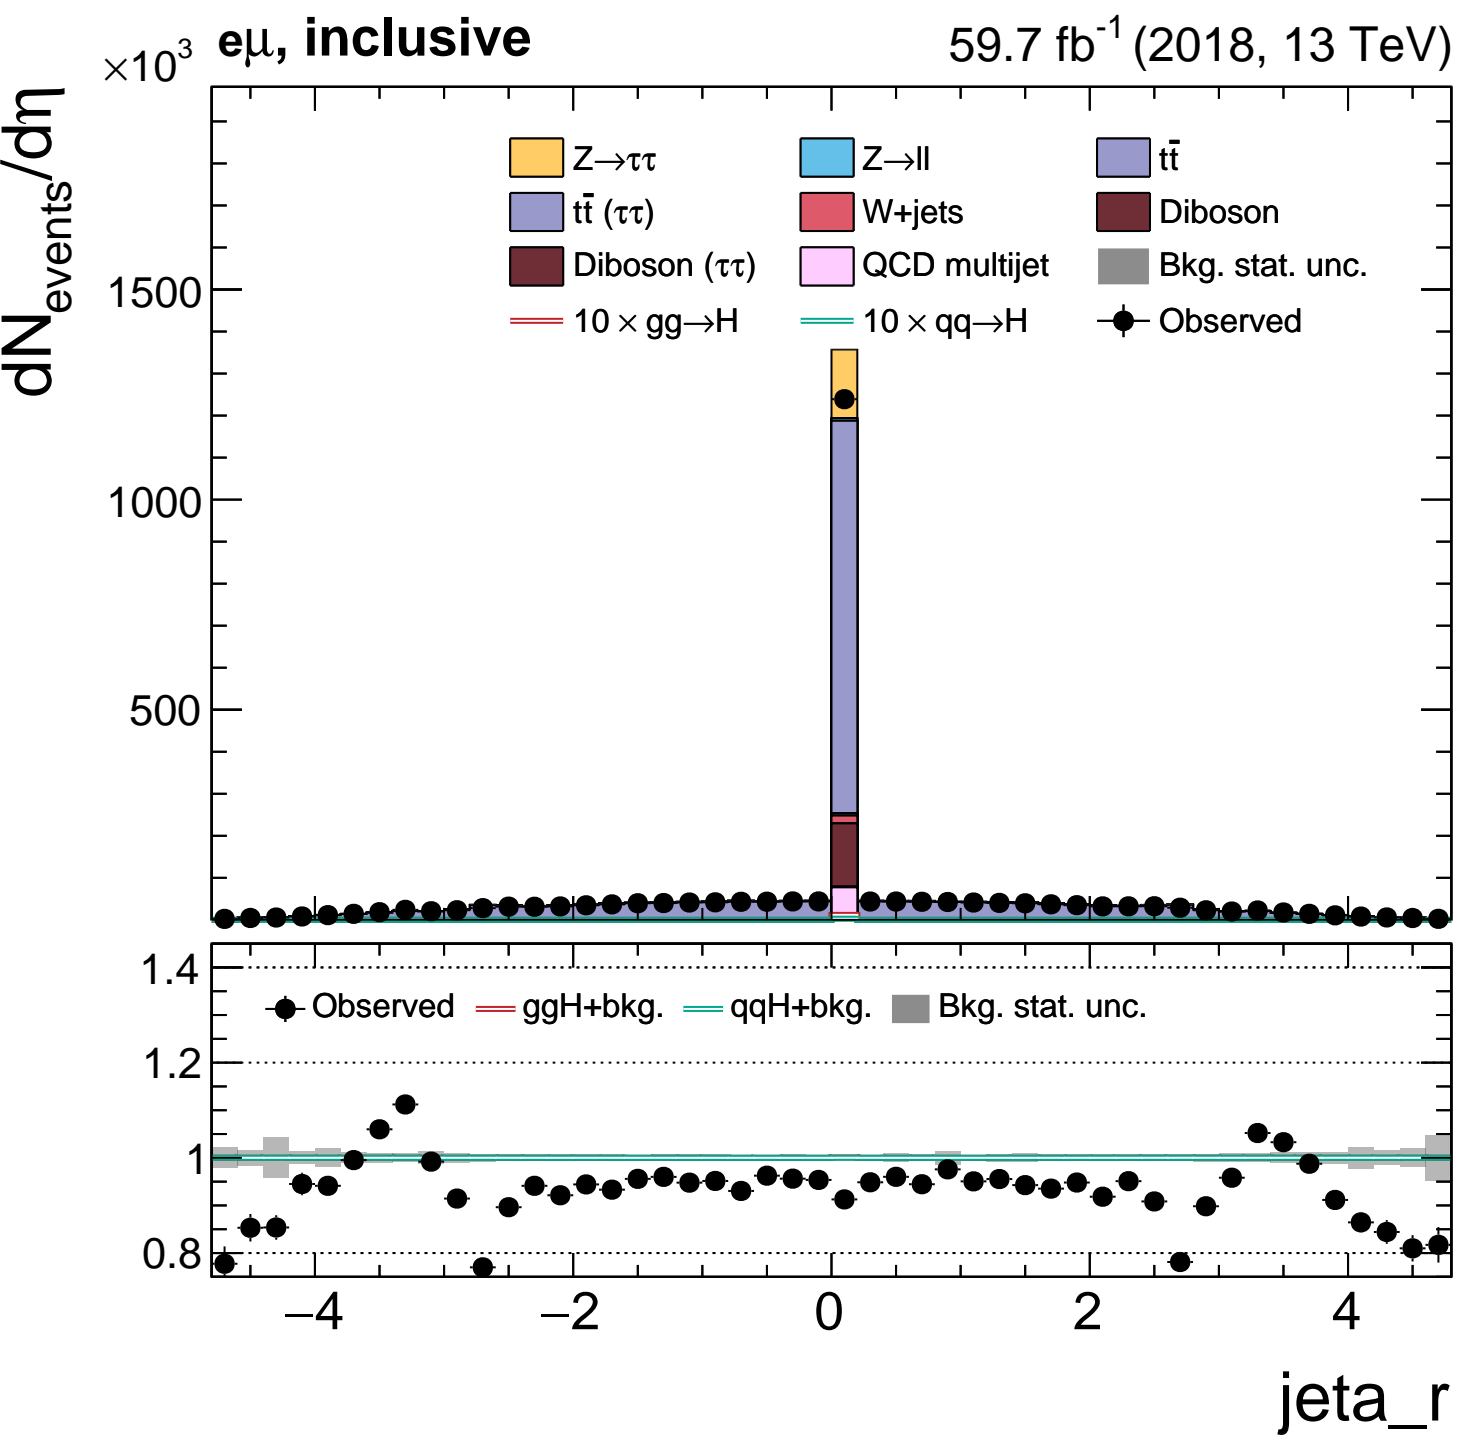 ×10³ eμ, inclusive 59.7 fb⁻¹ (2018, 13 TeV)
dN_events/dη
Z→ττ Z→ll tt̄
tt̄ (ττ) W+jets Diboson
Diboson (ττ) QCD multijet Bkg. stat. unc.
10 × gg→H 10 × qq→H Observed
1500
1000
500
1.4
Observed ggH+bkg. qqH+bkg. Bkg. stat. unc.
1.2
1
0.8
−4 −2 0 2 4
jeta_r